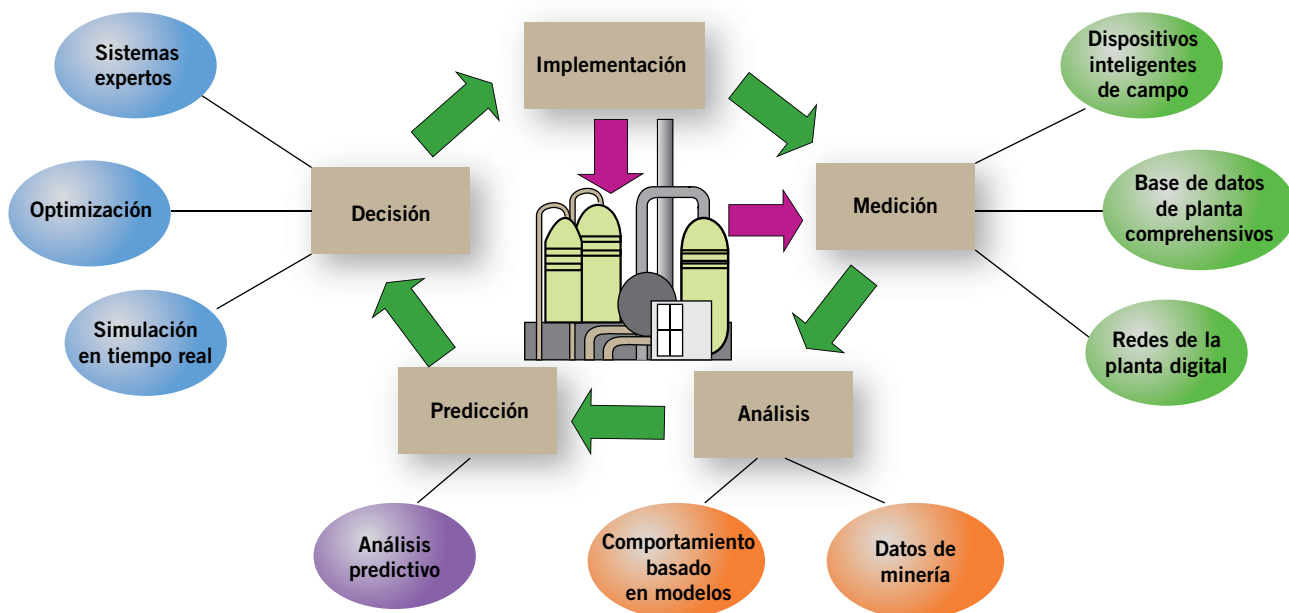 Sistemas
expertos
Implementación
Dispositivos
inteligentes
de campo
Optimización
Decisión
Medición
Base de datos
de planta
comprehensivos
Simulación
en tiempo real
Redes de la
planta digital
Predicción
Análisis
Análisis
predictivo
Comportamiento
basado
en modelos
Datos de
minería